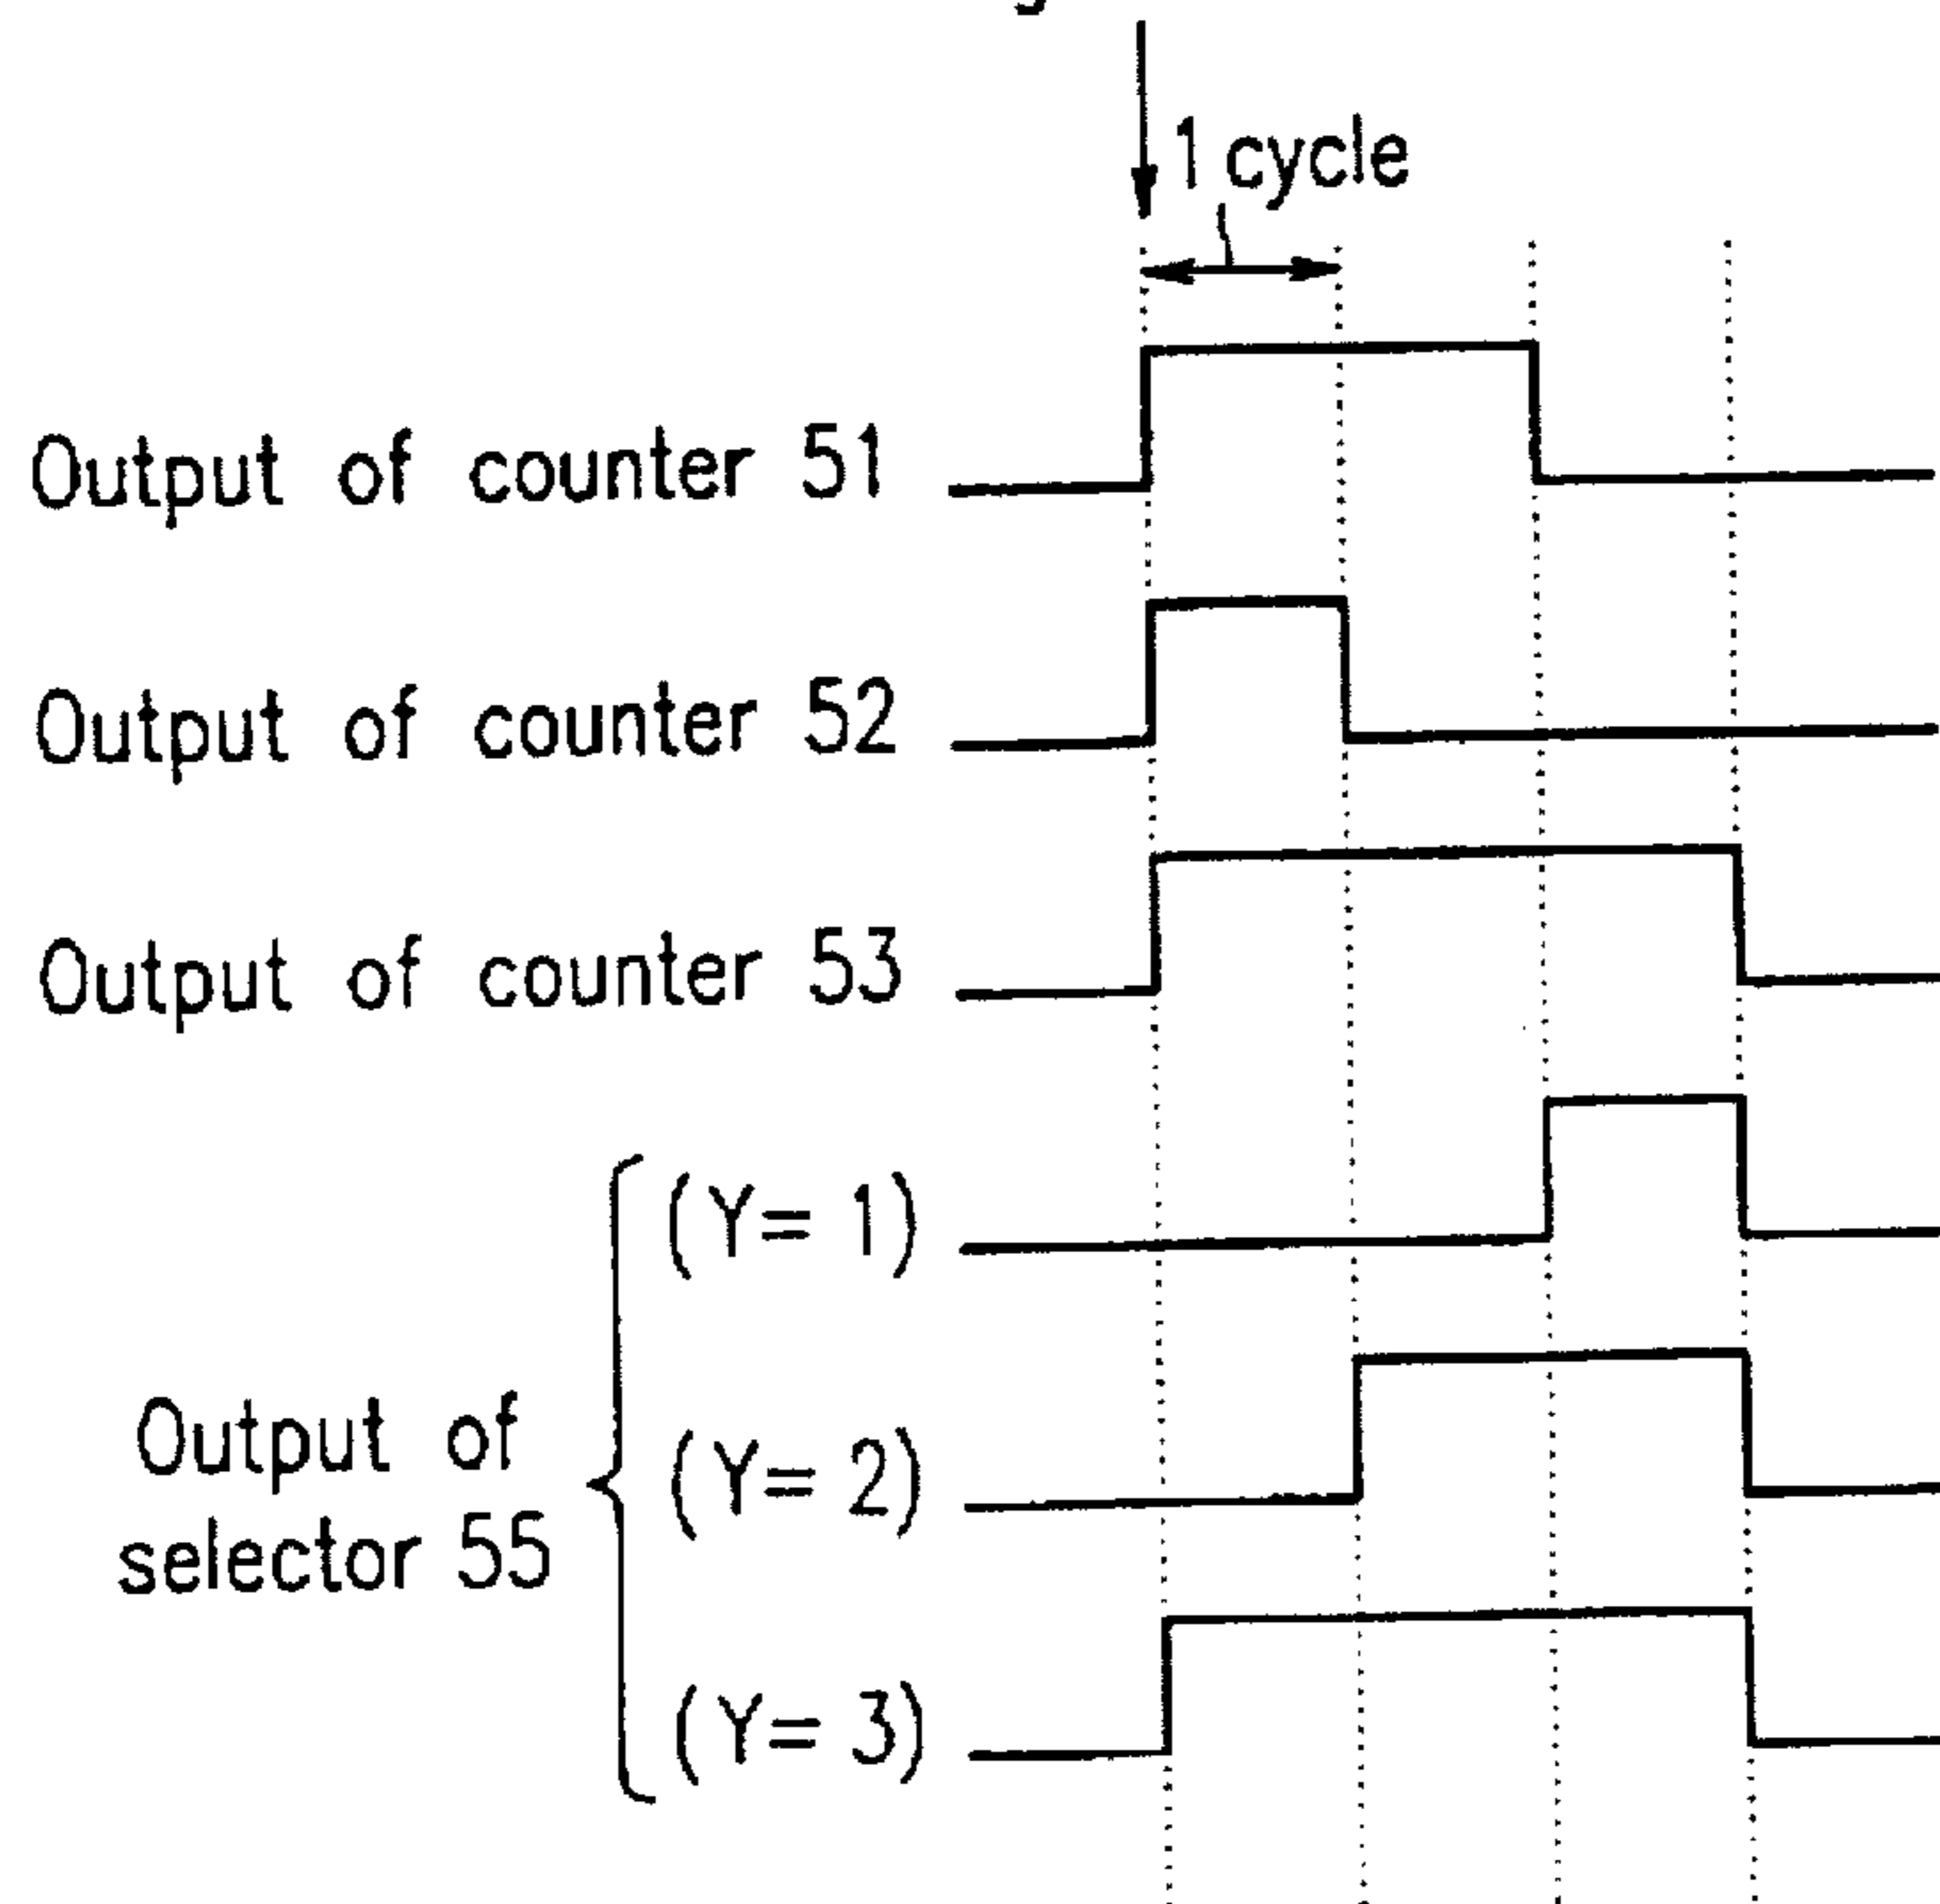 1 cycle
Output of counter 51
Output of counter 52
Output of counter 53
(Y= 1)
(Y= 2)
Output of
selector 55
(Y= 3)